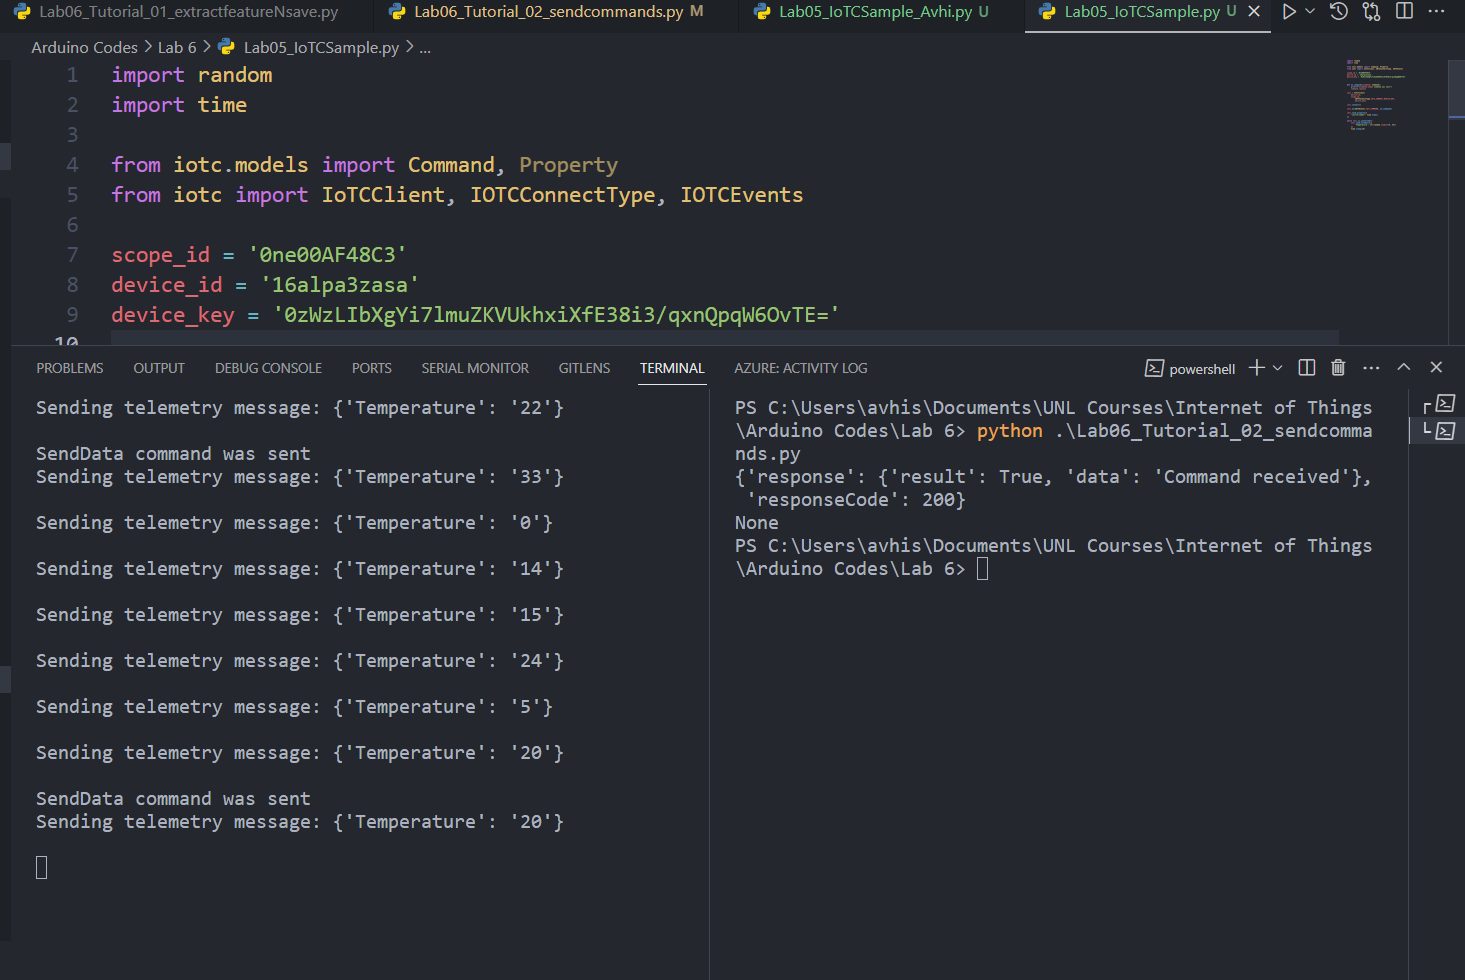 Lab06_Tutorial_01_extractfeatureNsave.py
Lab06_Tutorial_02_sendcommands.py M
Lab05_IoTCSample_Avhi.py U
Lab05_IoTCSample.py U
Arduino Codes > Lab 6 > Lab05_IoTCSample.py > ...
1 import random
2 import time
3
4 from iotc.models import Command, Property
5 from iotc import IoTCClient, IOTCConnectType, IOTCEvents
6
7 scope_id = '0ne00AF48C3'
8 device_id = '16alpa3zasa'
9 device_key = '0zWzLIbXgYi7lmuZKVUkhxiXfE38i3/qxnQpqW6OvTE='
10
PROBLEMS OUTPUT DEBUG CONSOLE PORTS SERIAL MONITOR GITLENS TERMINAL AZURE: ACTIVITY LOG
powershell
Sending telemetry message: {'Temperature': '22'}
SendData command was sent
Sending telemetry message: {'Temperature': '33'}
Sending telemetry message: {'Temperature': '0'}
Sending telemetry message: {'Temperature': '14'}
Sending telemetry message: {'Temperature': '15'}
Sending telemetry message: {'Temperature': '24'}
Sending telemetry message: {'Temperature': '5'}
Sending telemetry message: {'Temperature': '20'}
SendData command was sent
Sending telemetry message: {'Temperature': '20'}
PS C:\Users\avhis\Documents\UNL Courses\Internet of Things
\Arduino Codes\Lab 6> python .\Lab06_Tutorial_02_sendcomma
nds.py
{'response': {'result': True, 'data': 'Command received'},
'responseCode': 200}
None
PS C:\Users\avhis\Documents\UNL Courses\Internet of Things
\Arduino Codes\Lab 6>